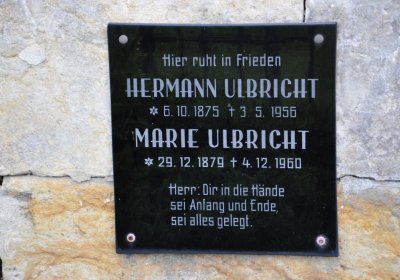 Hier ruht in Frieden
HERMANN ULBRICHT
✲ 6.10.1875 + 3.5.1956
MARIE ULBRICHT
✲ 29.12.1879 + 4.12.1960
Herr: Dir in die Hände
sei Anfang und Ende,
sei alles gelegt.